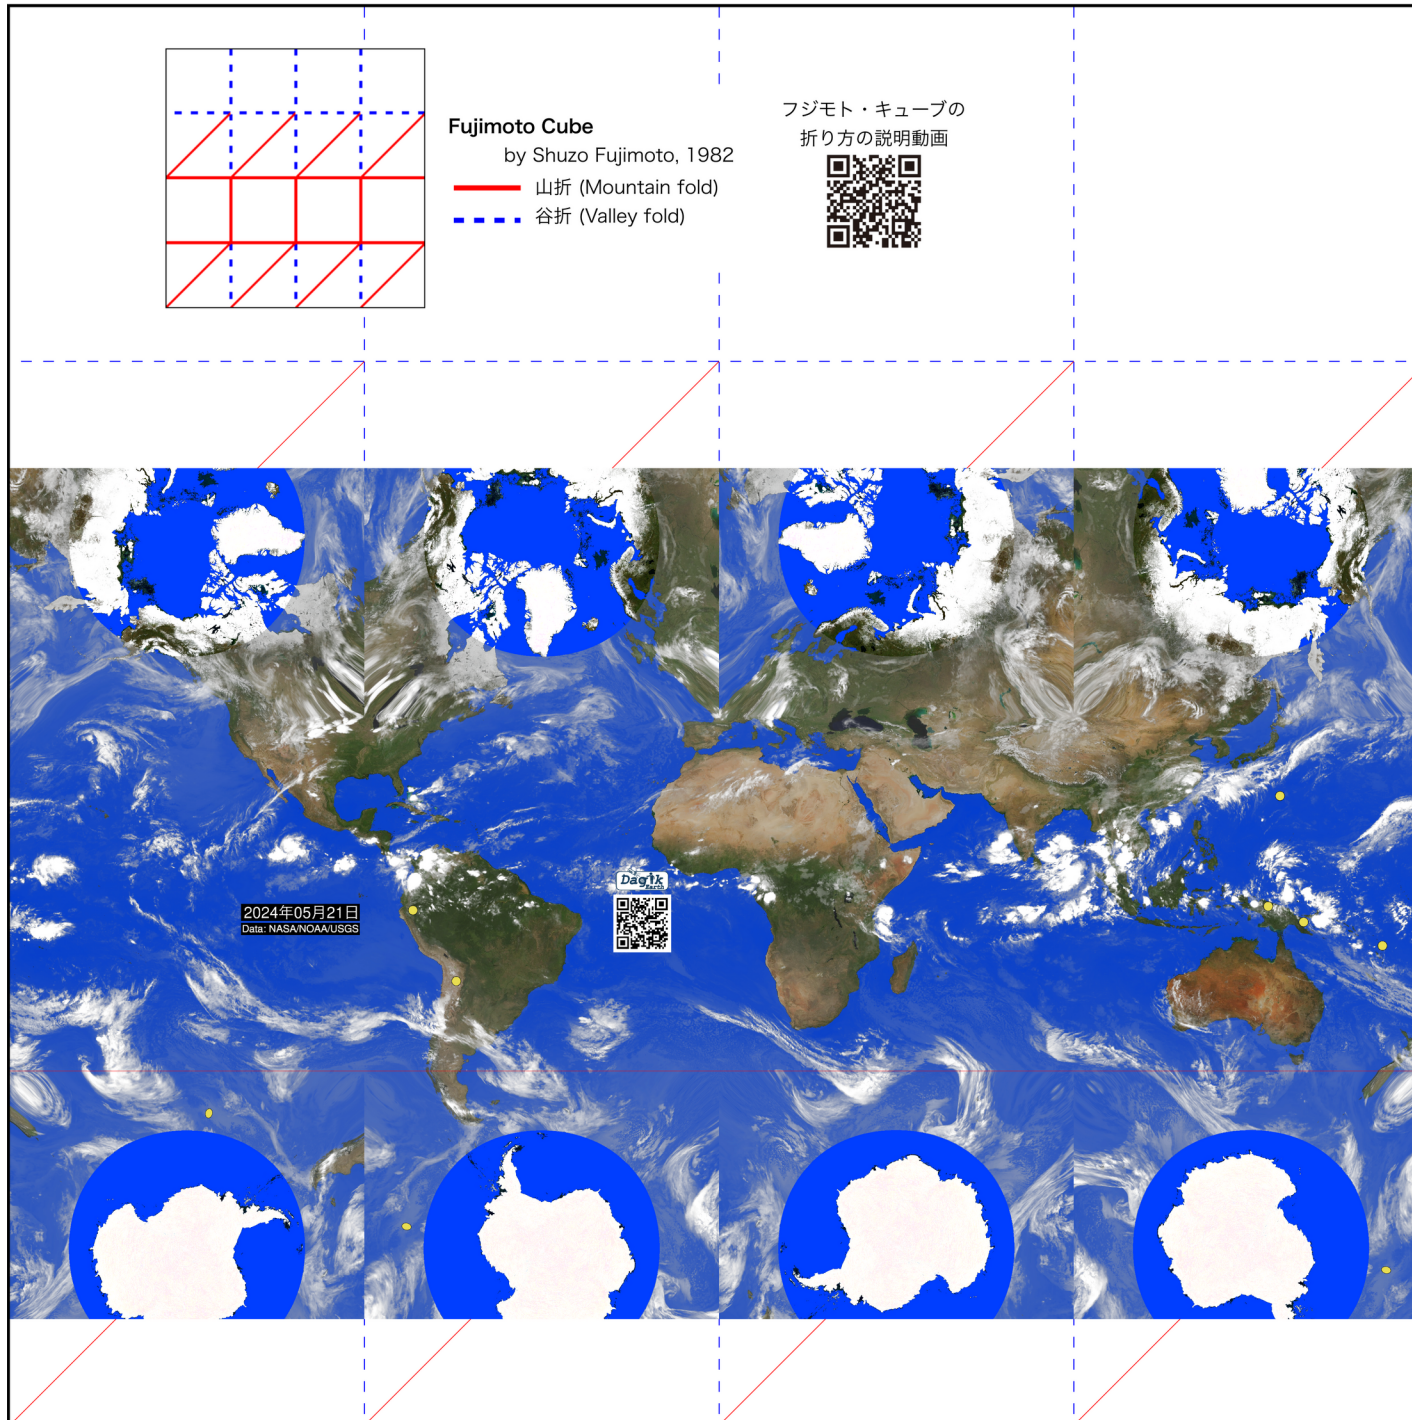 Fujimoto Cube
by Shuzo Fujimoto, 1982
山折 (Mountain fold)
谷折 (Valley fold)
フジモト・キューブの
折り方の説明動画
Dagik
Earth
2024年05月21日
Data: NASA/NOAA/USGS